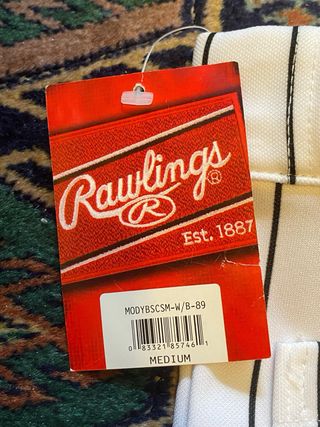 Rawlings®
R
Est. 1887
MODYBSCSM-W/B-89
0 83321 85746 1
MEDIUM